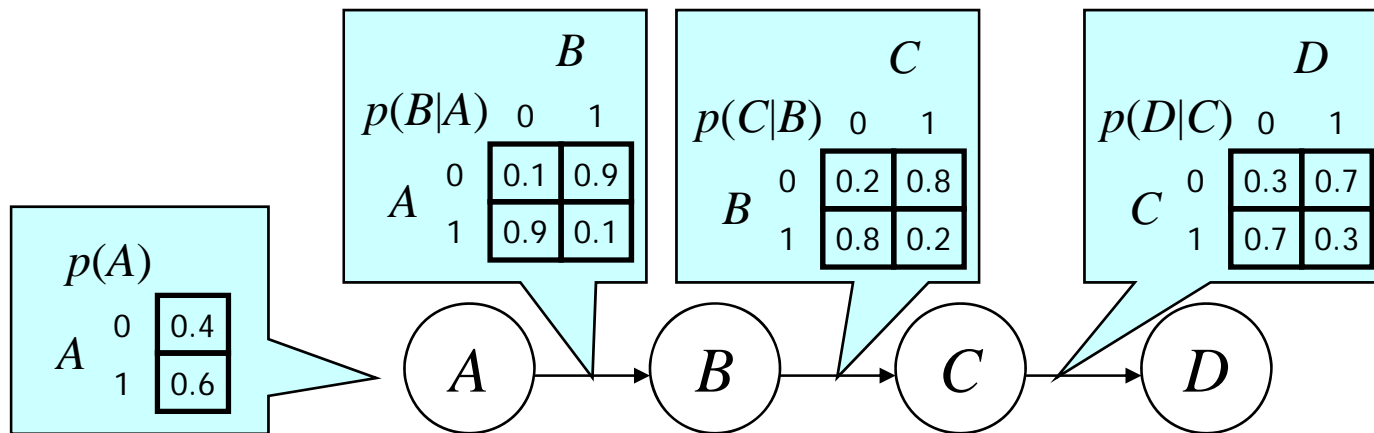 B
p(B|A) 0 1
A
0 0.1 0.9
1 0.9 0.1
C
p(C|B) 0 1
B
0 0.2 0.8
1 0.8 0.2
D
p(D|C) 0 1
C
0 0.3 0.7
1 0.7 0.3
p(A)
A
0 0.4
1 0.6
A B C D